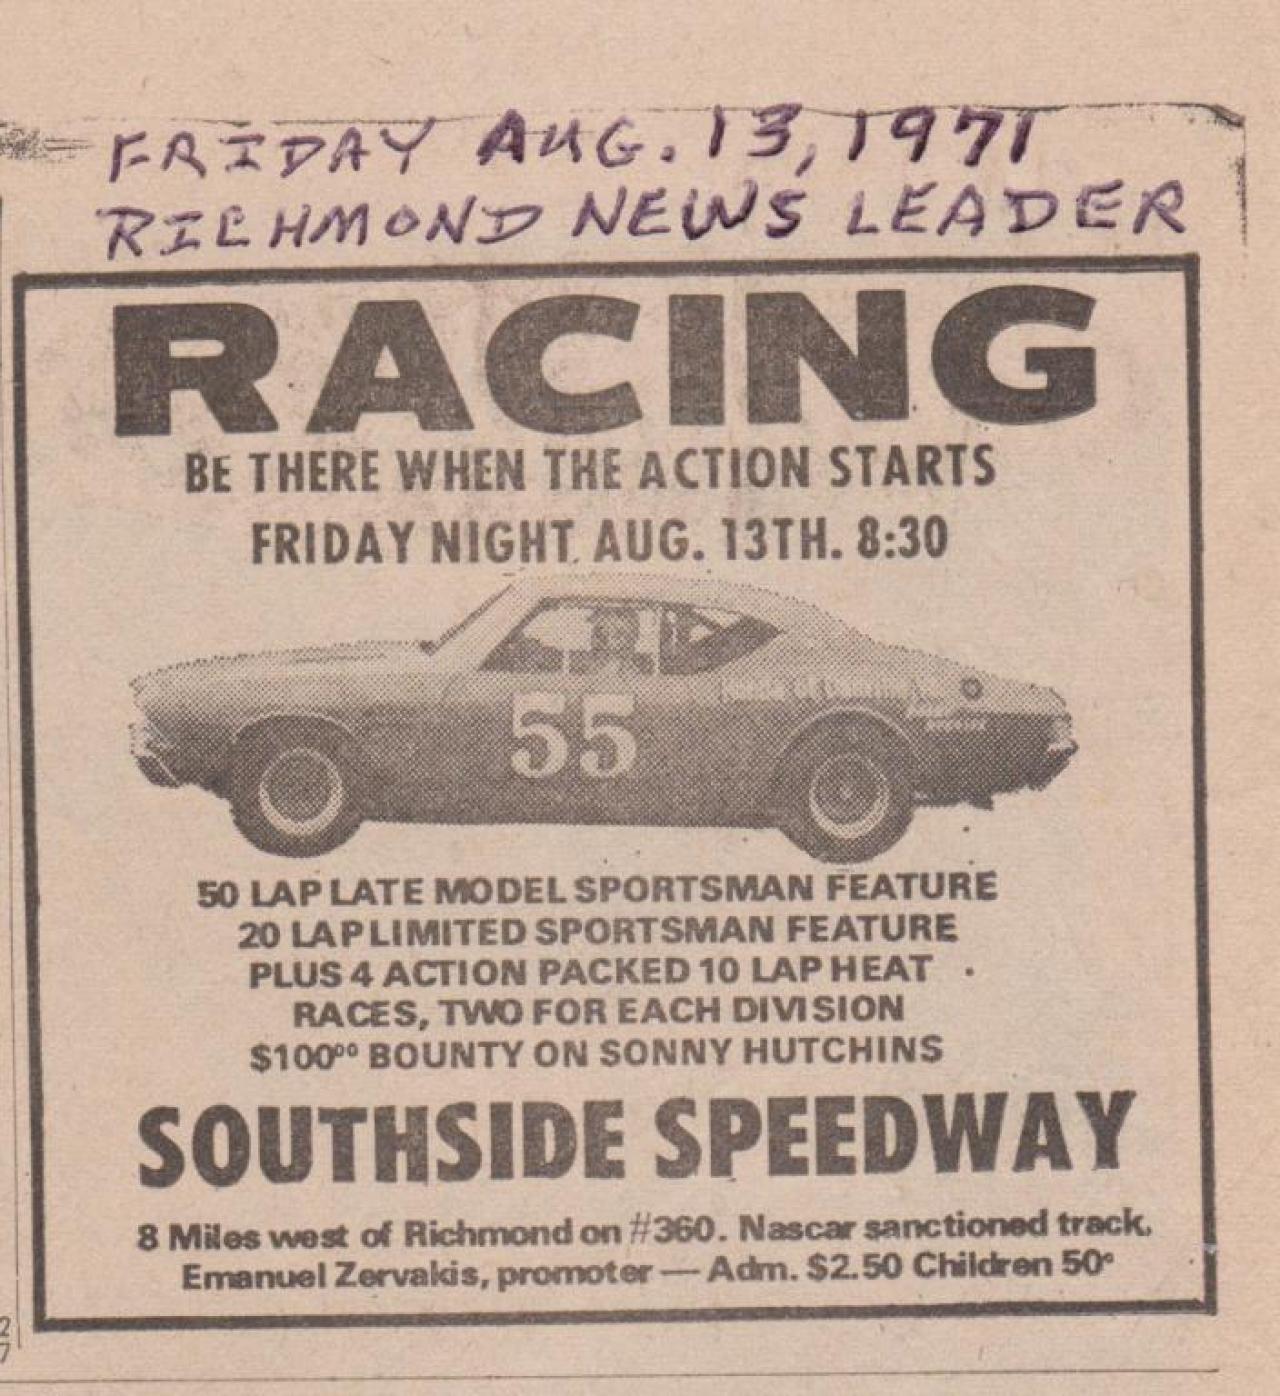 FRIDAY AUG. 13, 1971
RICHMOND NEWS LEADER
RACING
BE THERE WHEN THE ACTION STARTS
FRIDAY NIGHT, AUG. 13TH. 8:30
55
50 LAP LATE MODEL SPORTSMAN FEATURE
20 LAP LIMITED SPORTSMAN FEATURE
PLUS 4 ACTION PACKED 10 LAP HEAT
RACES, TWO FOR EACH DIVISION
$100⁰⁰ BOUNTY ON SONNY HUTCHINS
SOUTHSIDE SPEEDWAY
8 Miles west of Richmond on #360. Nascar sanctioned track.
Emanuel Zervakis, promoter — Adm. $2.50 Children 50ᶜ
2
7